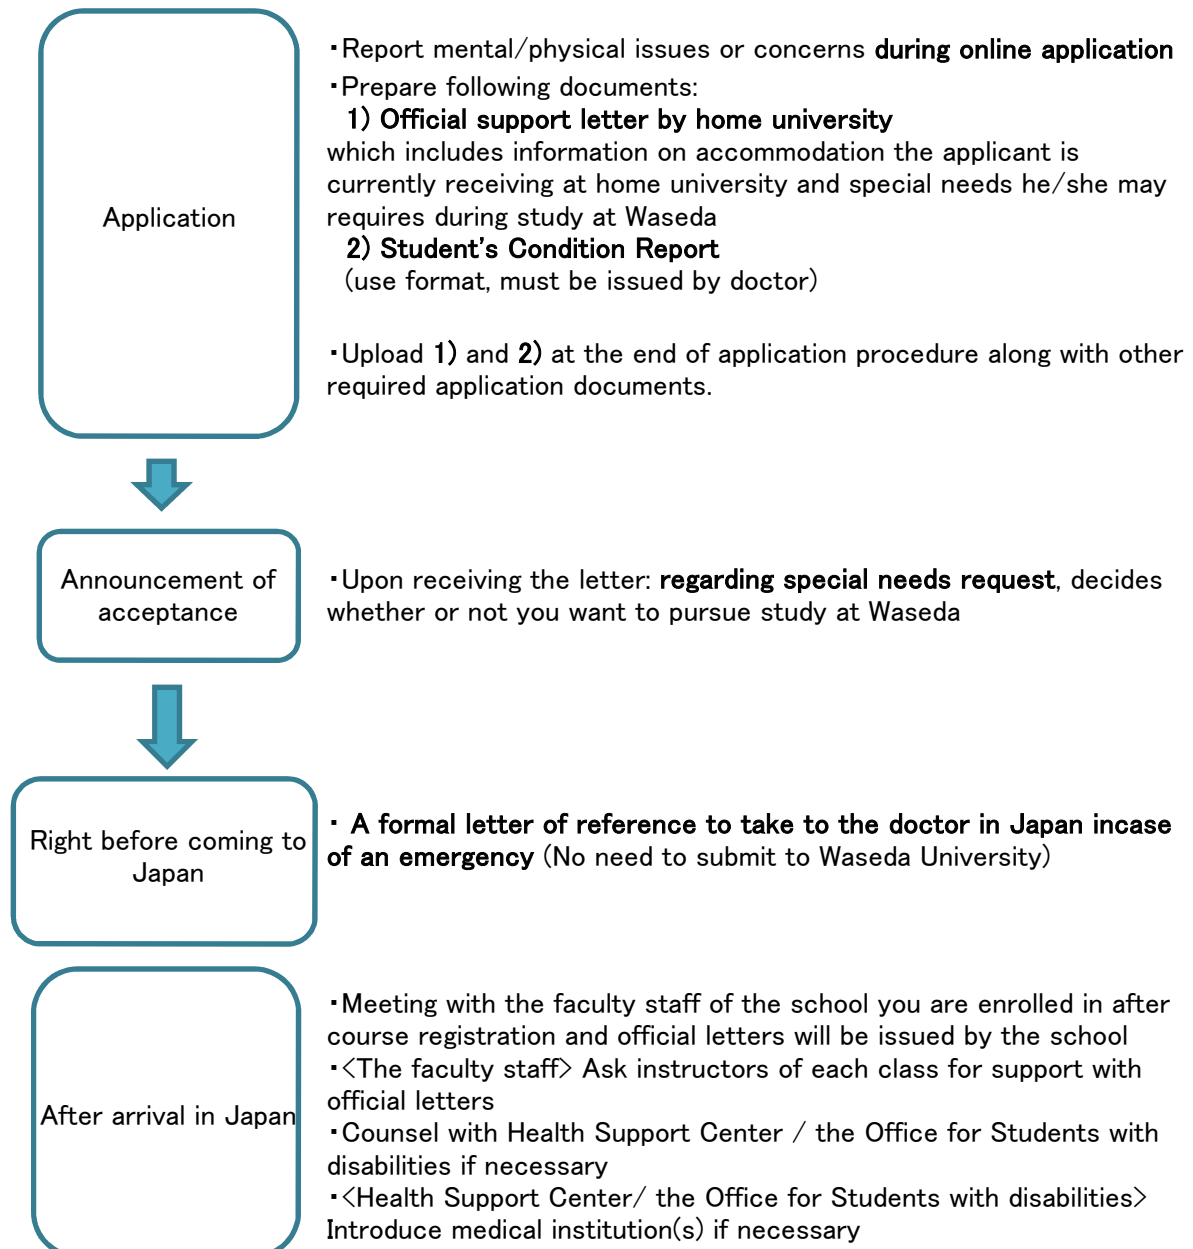 Application
・Report mental/physical issues or concerns during online application
・Prepare following documents:
1) Official support letter by home university
which includes information on accommodation the applicant is
currently receiving at home university and special needs he/she may
requires during study at Waseda
2) Student's Condition Report
(use format, must be issued by doctor)
・Upload 1) and 2) at the end of application procedure along with other
required application documents.
Announcement of
acceptance
・Upon receiving the letter: regarding special needs request, decides
whether or not you want to pursue study at Waseda
Right before coming to
Japan
・ A formal letter of reference to take to the doctor in Japan incase
of an emergency (No need to submit to Waseda University)
After arrival in Japan
・Meeting with the faculty staff of the school you are enrolled in after
course registration and official letters will be issued by the school
・<The faculty staff> Ask instructors of each class for support with
official letters
・Counsel with Health Support Center / the Office for Students with
disabilities if necessary
・<Health Support Center/ the Office for Students with disabilities>
Introduce medical institution(s) if necessary